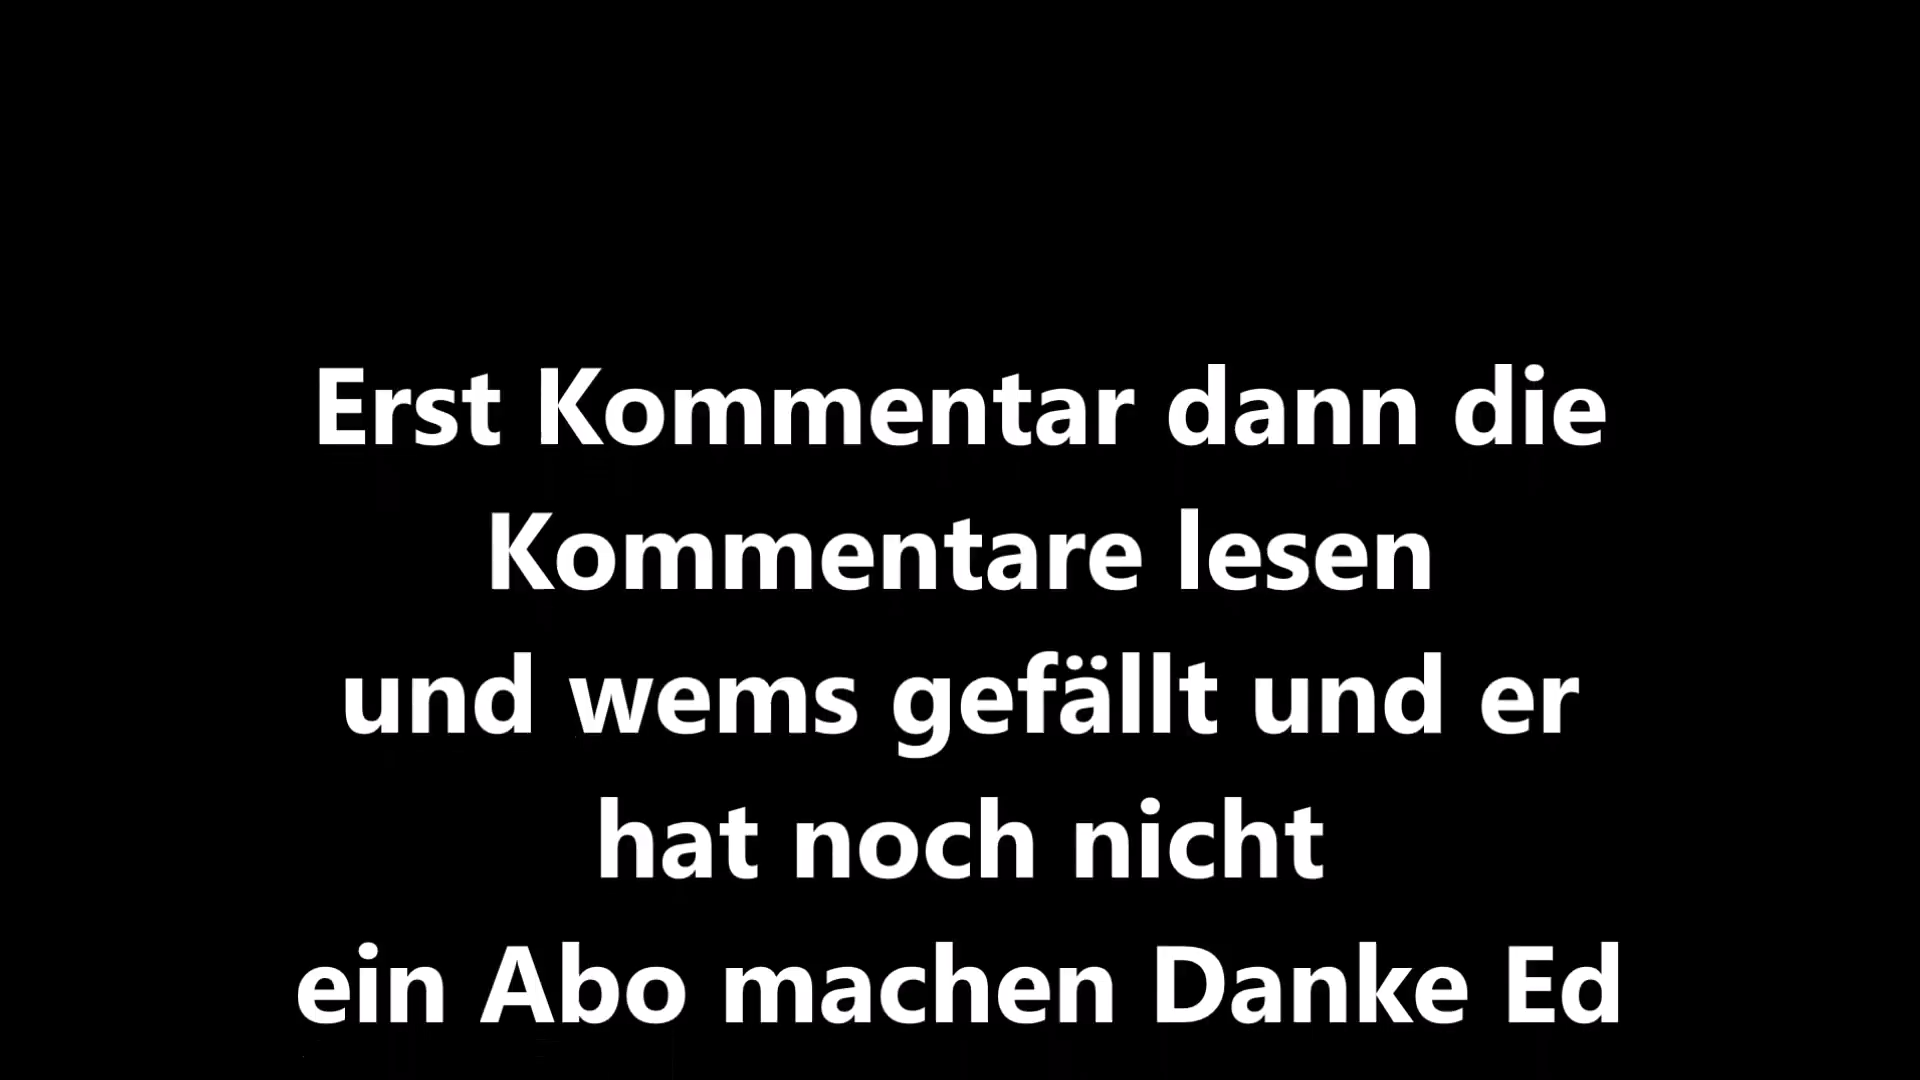 Erst Kommentar dann die
Kommentare lesen
und wems gefällt und er
hat noch nicht
ein Abo machen Danke Ed